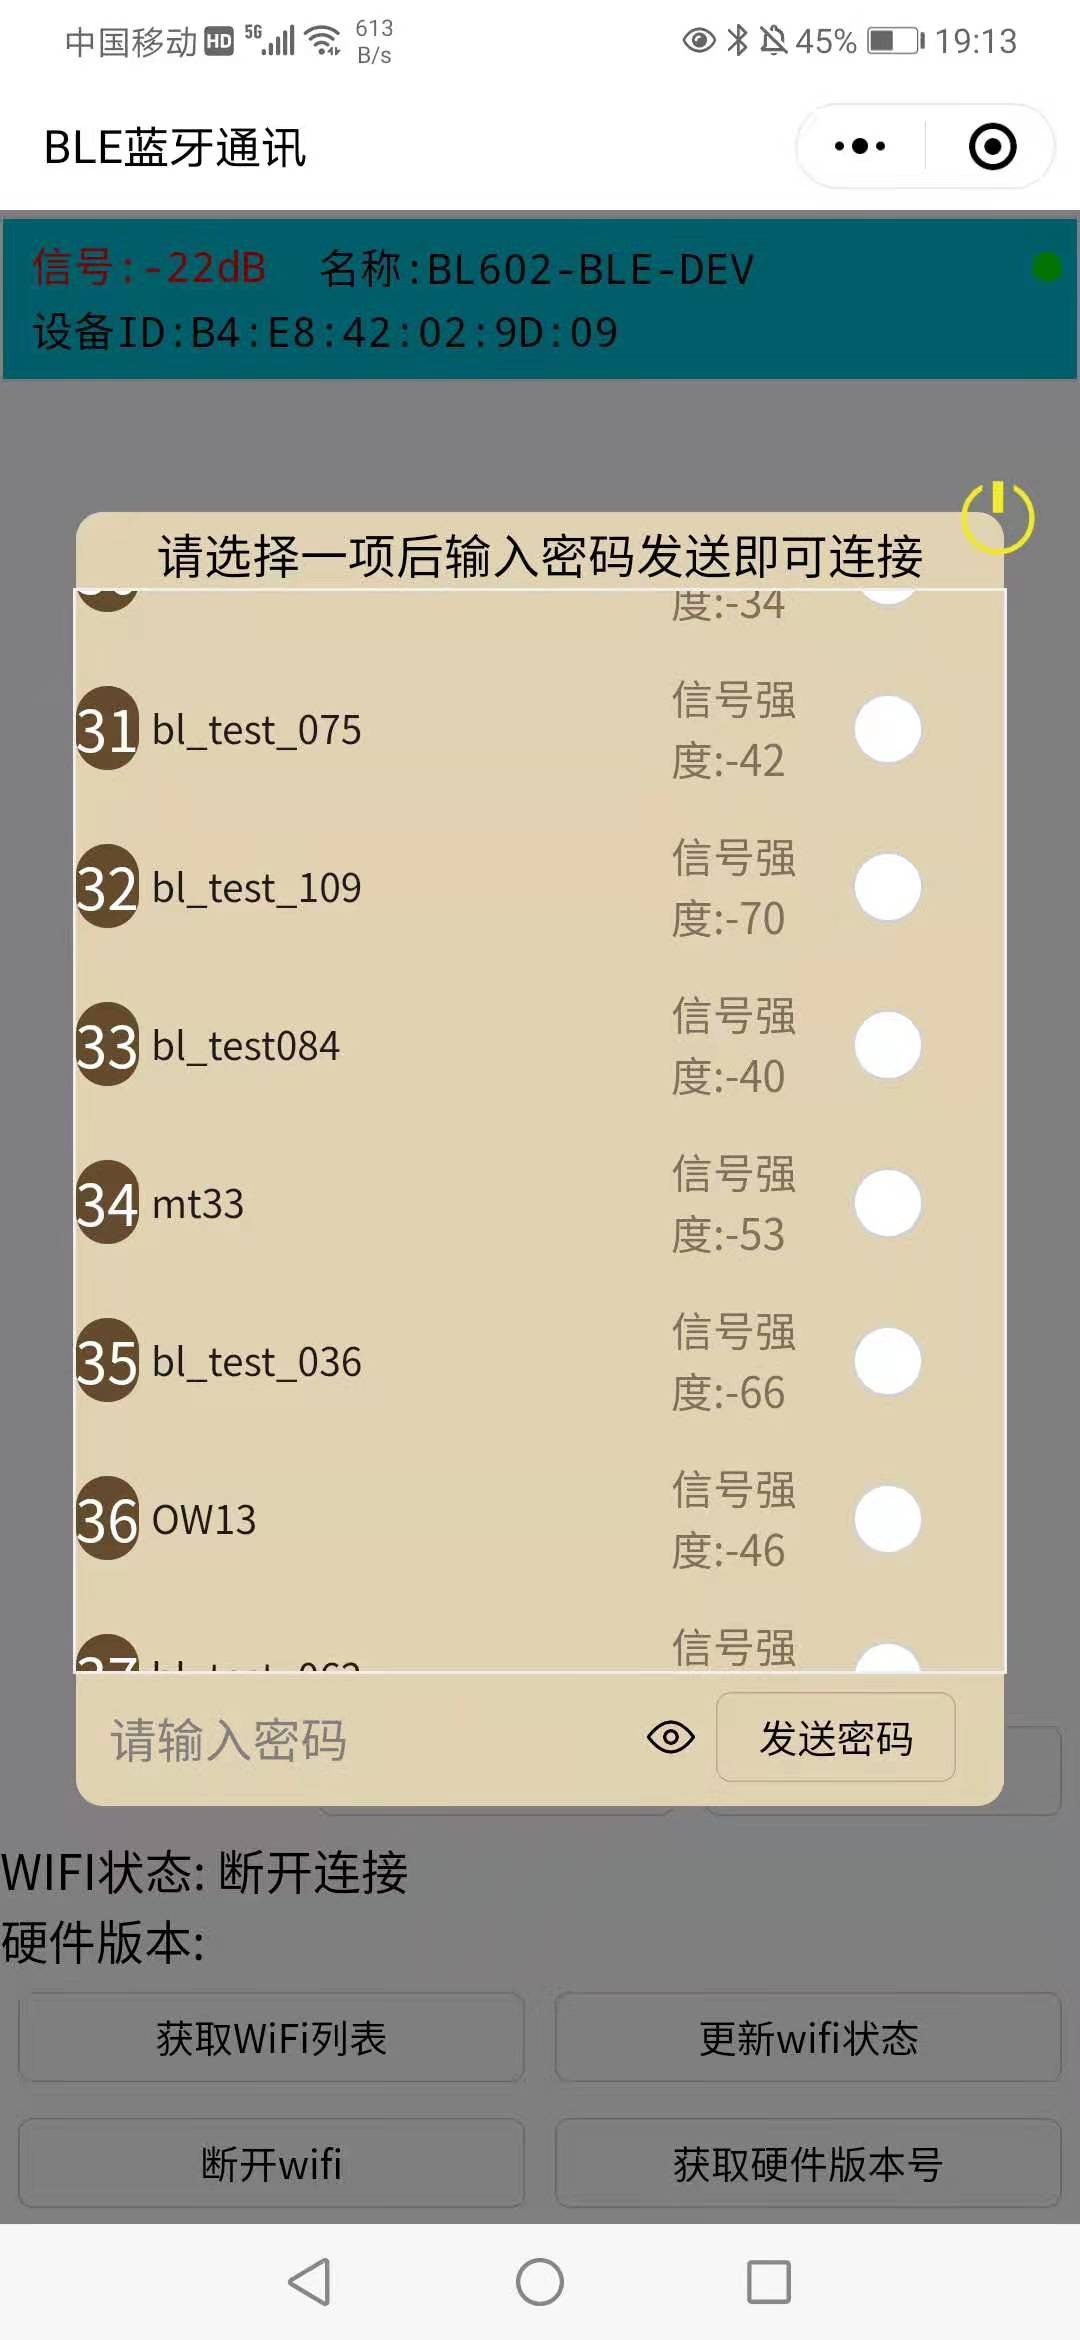 中国移动 HD 5G 613 B/s 45% 19:13
BLE蓝牙通讯
信号:-22dB 名称:BL602-BLE-DEV
设备ID:B4:E8:42:02:9D:09
请选择一项后输入密码发送即可连接
度:-34
31 bl_test_075 信号强
度:-42
32 bl_test_109 信号强
度:-70
33 bl_test084 信号强
度:-40
34 mt33 信号强
度:-53
35 bl_test_036 信号强
度:-66
36 OW13 信号强
度:-46
37 信号强
请输入密码 发送密码
WIFI状态: 断开连接
硬件版本:
获取WiFi列表 更新wifi状态
断开wifi 获取硬件版本号